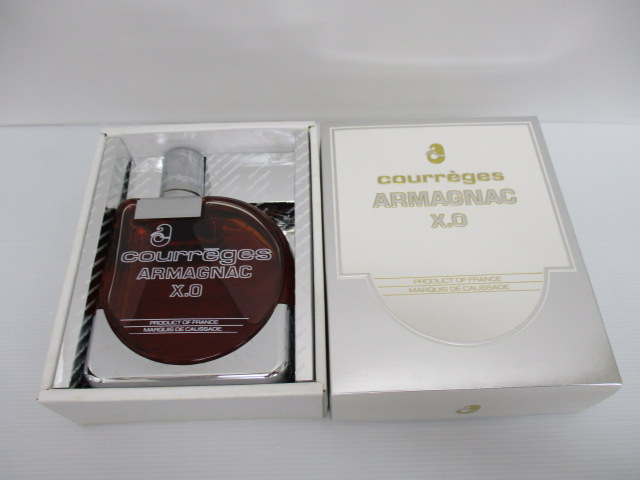 courrèges
ARMAGNAC
X.O
PRODUCT OF FRANCE
MARQUIS DE CAUSSADE
courrèges
ARMAGNAC
X.O
PRODUCT OF FRANCE
MARQUIS DE CAUSSADE